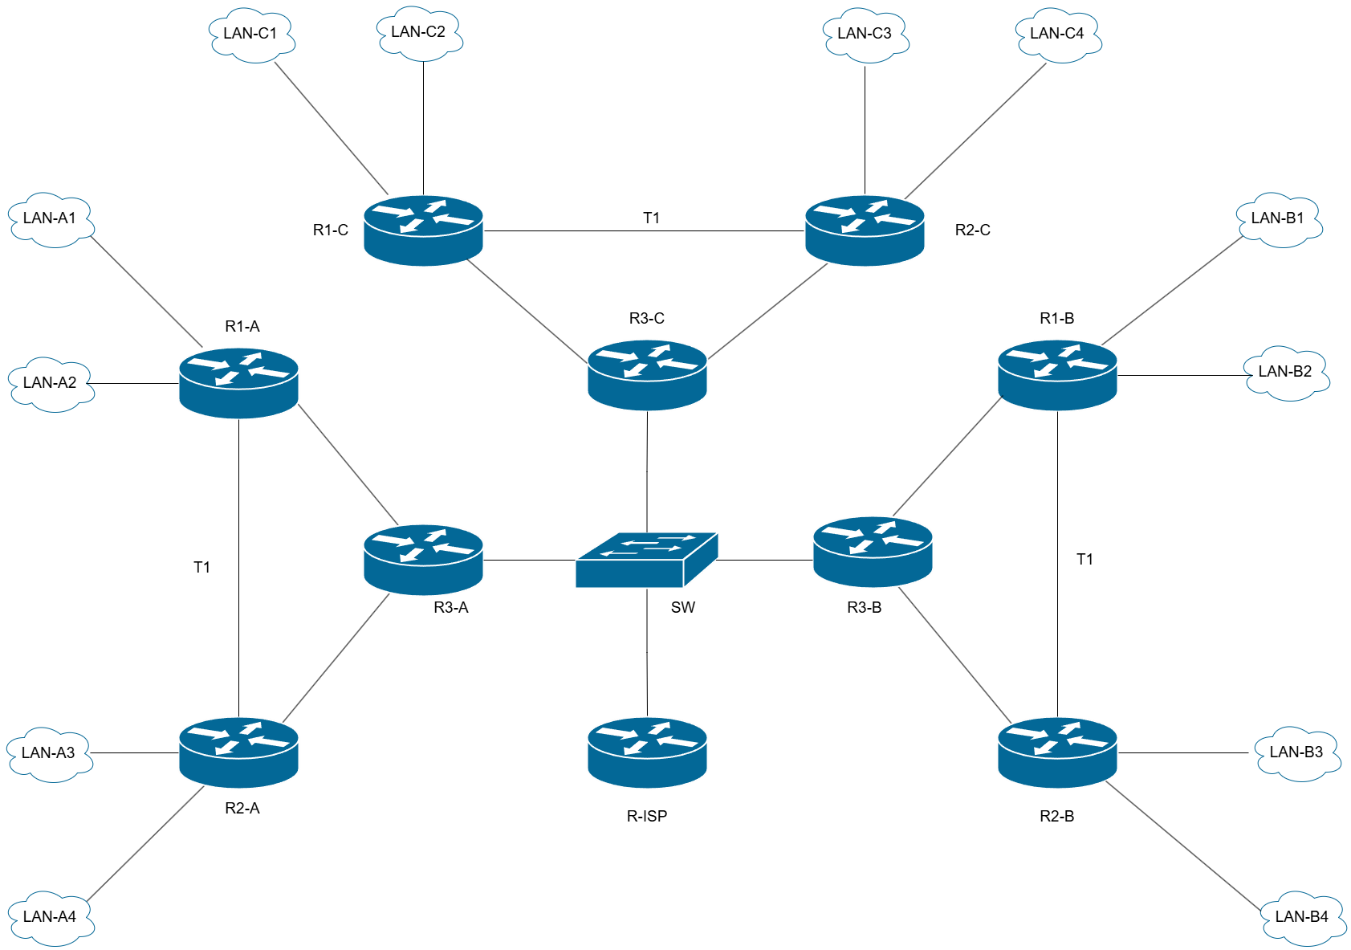 LAN-C1
LAN-C2
LAN-C3
LAN-C4
LAN-A1
R1-C
T1
R2-C
LAN-B1
R1-A
R3-C
R1-B
LAN-A2
LAN-B2
T1
R3-A
SW
R3-B
T1
LAN-A3
R2-A
R-ISP
R2-B
LAN-B3
LAN-A4
LAN-B4